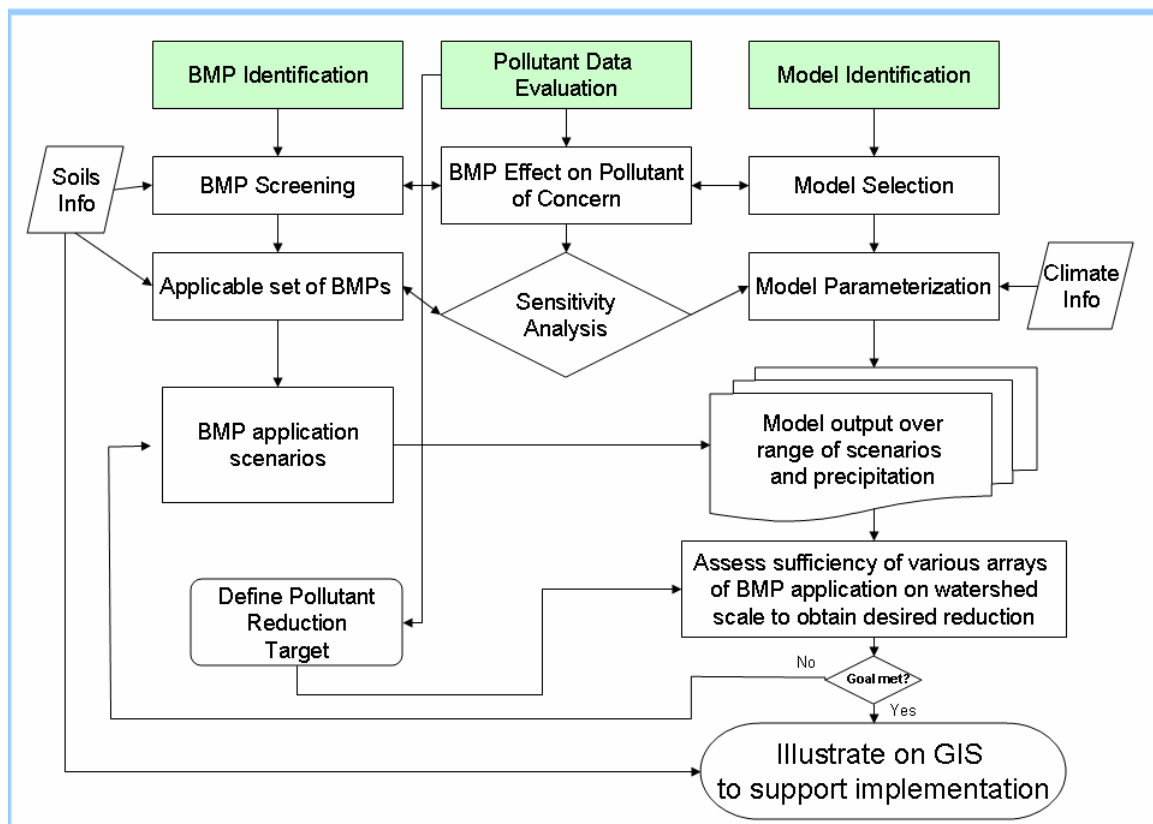 BMP Identification
Pollutant Data
Evaluation
Model Identification
Soils
Info
BMP Screening
BMP Effect on Pollutant
of Concern
Model Selection
Applicable set of BMPs
Sensitivity
Analysis
Model Parameterization
Climate
Info
BMP application
scenarios
Model output over
range of scenarios
and precipitation
Define Pollutant
Reduction
Target
Assess sufficiency of various arrays
of BMP application on watershed
scale to obtain desired reduction
No
Goal met?
Yes
Illustrate on GIS
to support implementation